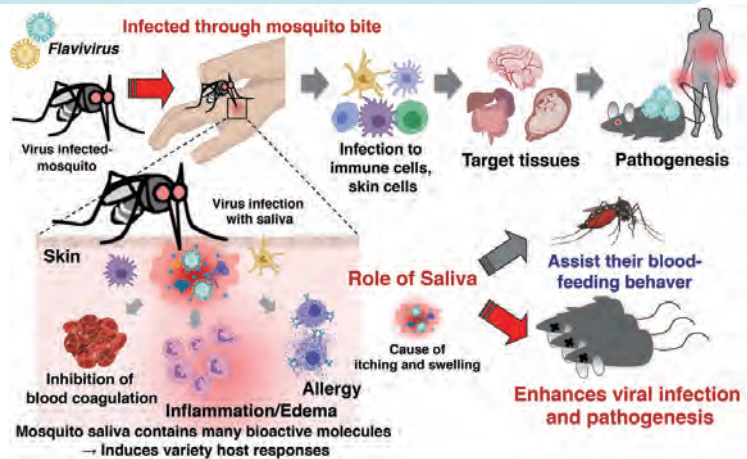 Infected through mosquito bite
Flavivirus
Virus infected-
mosquito
Infection to
immune cells,
skin cells
Target tissues
Pathogenesis
Virus infection
with saliva
Skin
Inhibition of
blood coagulation
Inflammation/Edema
Allergy
Mosquito saliva contains many bioactive molecules
→ Induces variety host responses
Role of Saliva
Cause of
itching and swelling
Assist their blood-
feeding behaver
Enhances viral infection
and pathogenesis